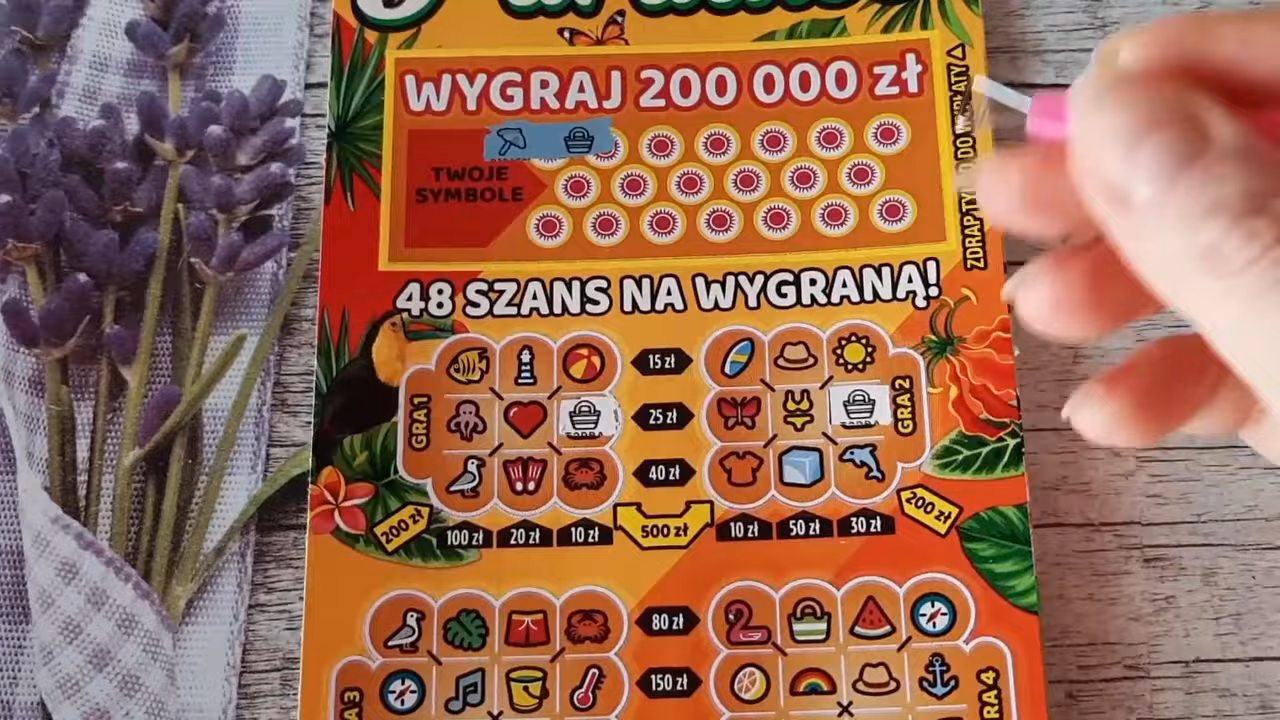 WYGRAJ 200 000 zł
TWOJE
SYMBOLE
48 SZANS NA WYGRANĄ!
GRA 1
15 zł
25 zł
40 zł
GRA 2
200 zł
100 zł
20 zł
10 zł
500 zł
10 zł
50 zł
30 zł
200 zł
80 zł
150 zł
GRA 4